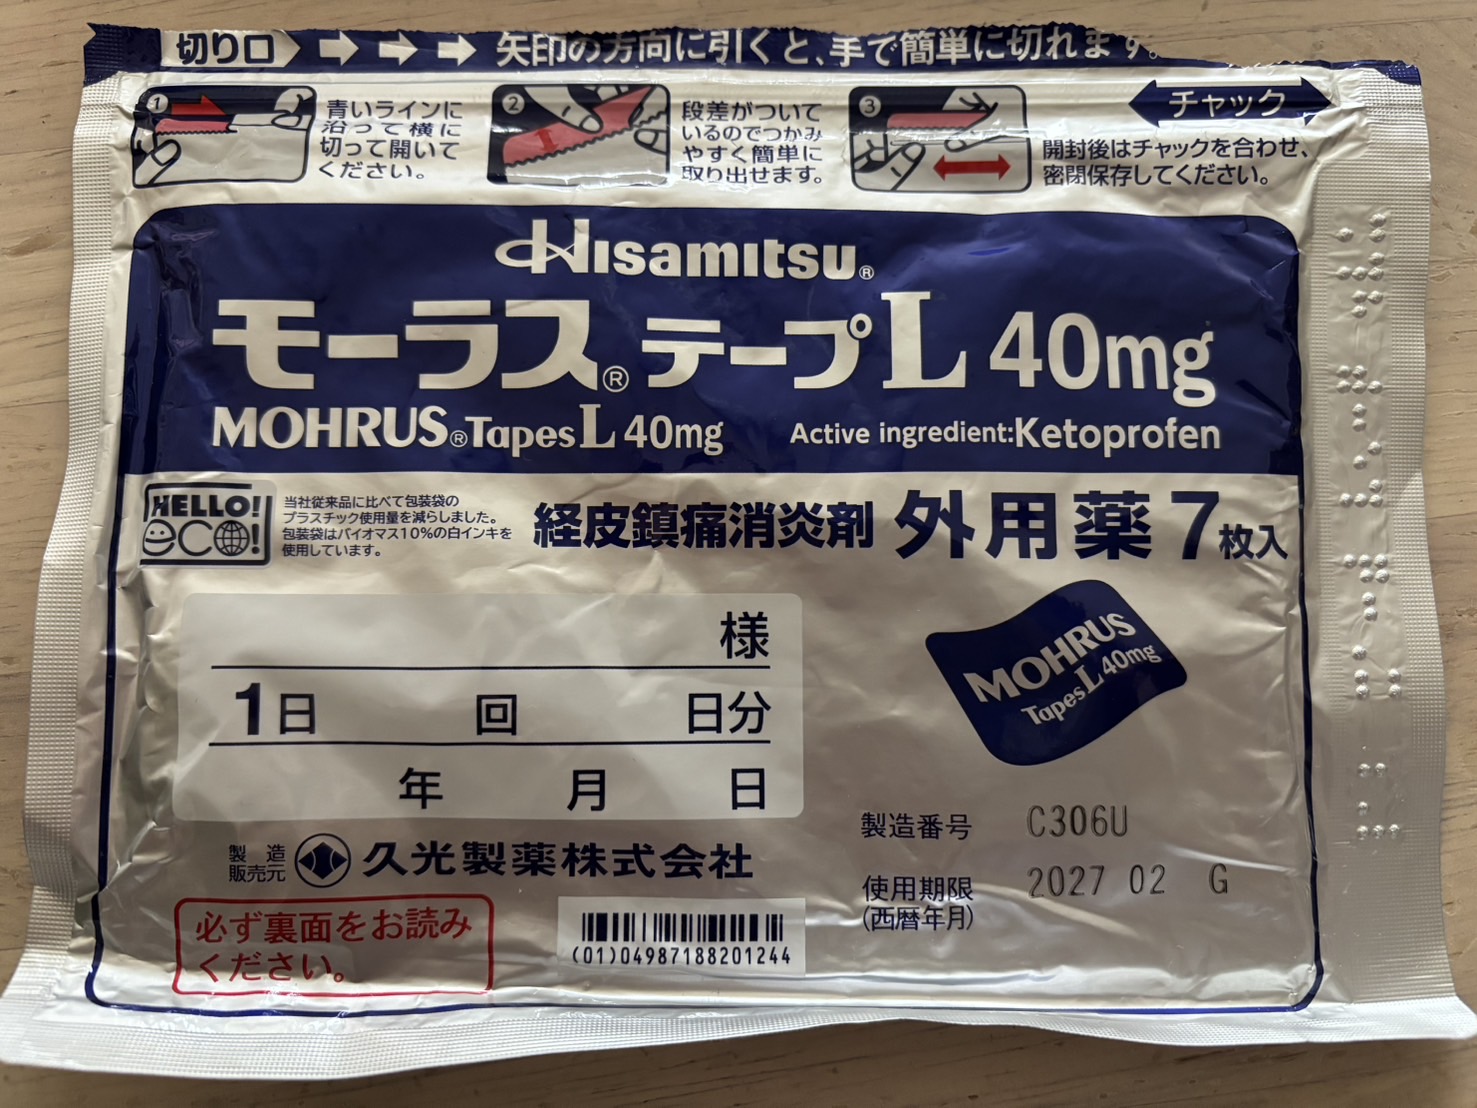 切り口
矢印の方向に引くと、手で簡単に切れます。
1
青いラインに
沿って横に
切って開いて
ください。
2
段差がついて
いるのでつかみ
やすく簡単に
取り出せます。
3
チャック
開封後はチャックを合わせ、
密閉保存してください。
Hisamitsu®
モーラス®テープL 40mg
MOHRUS®Tapes L 40mg
Active ingredient:Ketoprofen
HELLO!
eco!
当社従来品に比べて包装袋の
プラスチック使用量を減らしました。
包装袋はバイオマス10%の白インキを
使用しています。
経皮鎮痛消炎剤 外用薬 7枚入
様
1日 回 日分
年 月 日
MOHRUS
Tapes L 40mg
製造番号 C306U
使用期限 2027 02 G
(西暦年月)
製造
販売元
久光製薬株式会社
必ず裏面をお読み
ください。
(01)04987188201244